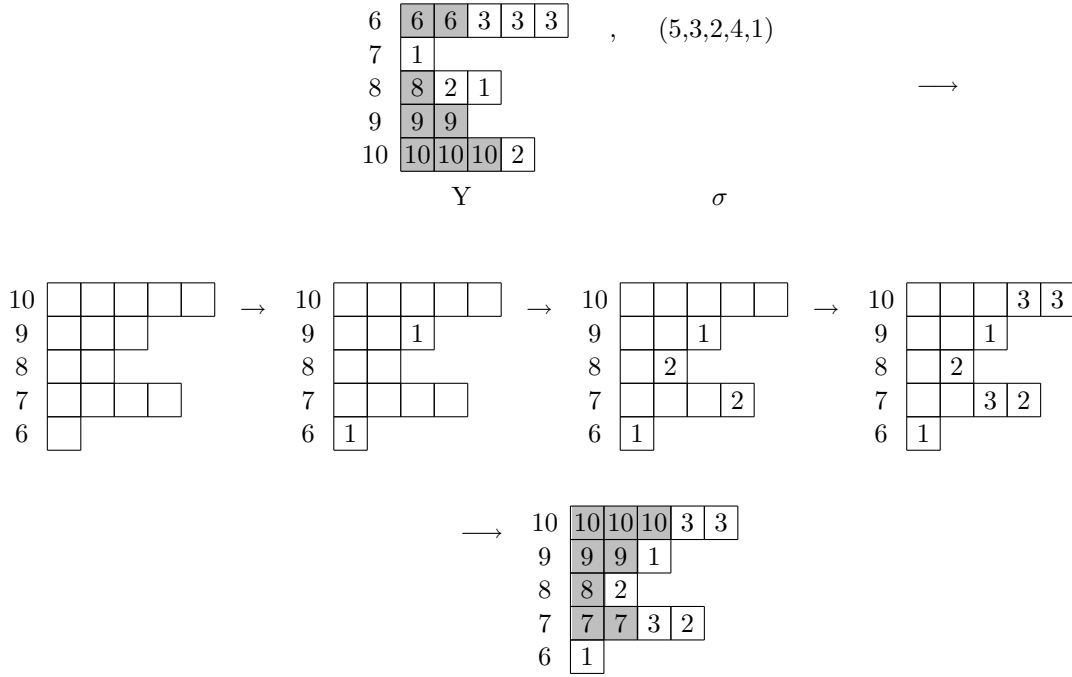 6 6 6 3 3 3 , (5,3,2,4,1)
7 1
8 8 2 1 ⟶
9 9 9
10 10 10 10 2
Y σ
10 → 10 → 10 → 10 3 3
9 9 1 9 1 9 1
8 8 8 2 8 2
7 7 7 2 7 3 2
6 6 1 6 1 6 1
⟶ 10 10 10 10 3 3
9 9 9 1
8 8 2
7 7 7 3 2
6 1